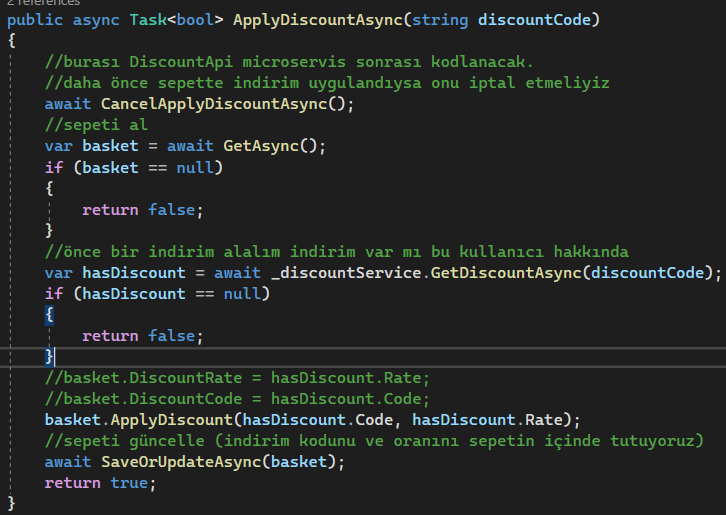 2 references
public async Task<bool> ApplyDiscountAsync(string discountCode)
{
//burası DiscountApi microservis sonrası kodlanacak.
//daha önce sepette indirim uygulandıysa onu iptal etmeliyiz
await CancelApplyDiscountAsync();
//sepeti al
var basket = await GetAsync();
if (basket == null)
{
return false;
}
//önce bir indirim alalım indirim var mı bu kullanıcı hakkında
var hasDiscount = await _discountService.GetDiscountAsync(discountCode);
if (hasDiscount == null)
{
return false;
}
//basket.DiscountRate = hasDiscount.Rate;
//basket.DiscountCode = hasDiscount.Code;
basket.ApplyDiscount(hasDiscount.Code, hasDiscount.Rate);
//sepeti güncelle (indirim kodunu ve oranını sepetin içinde tutuyoruz)
await SaveOrUpdateAsync(basket);
return true;
}